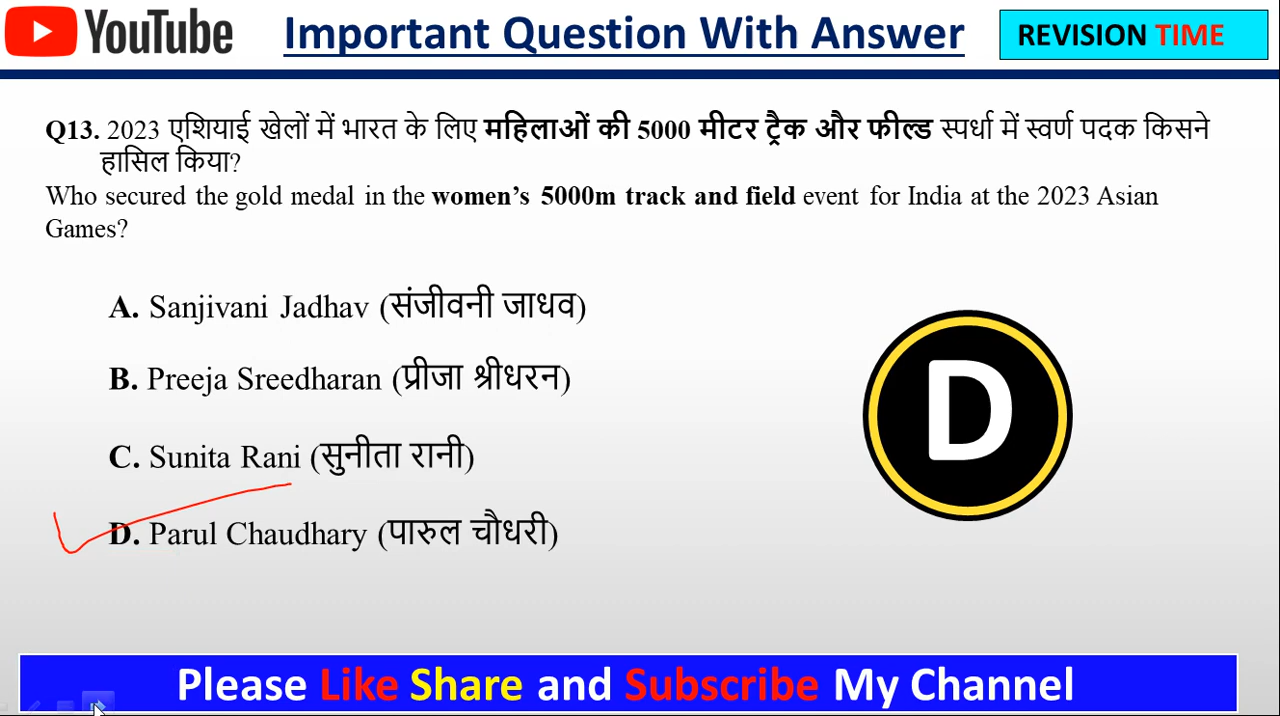 YouTube
Important Question With Answer
REVISION TIME
Q13. 2023 एशियाई खेलों में भारत के लिए महिलाओं की 5000 मीटर ट्रैक और फील्ड स्पर्धा में स्वर्ण पदक किसने
हासिल किया?
Who secured the gold medal in the women’s 5000m track and field event for India at the 2023 Asian
Games?
A. Sanjivani Jadhav (संजीवनी जाधव)
B. Preeja Sreedharan (प्रीजा श्रीधरन)
C. Sunita Rani (सुनीता रानी)
D. Parul Chaudhary (पारुल चौधरी)
D
Please Like Share and Subscribe My Channel